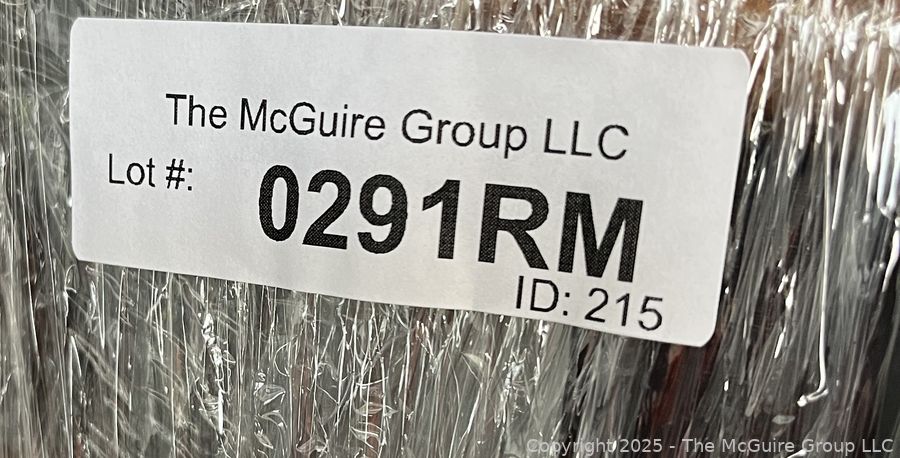 The McGuire Group LLC
Lot #:
0291RM
ID: 215
Copyright 2025 - The McGuire Group LLC